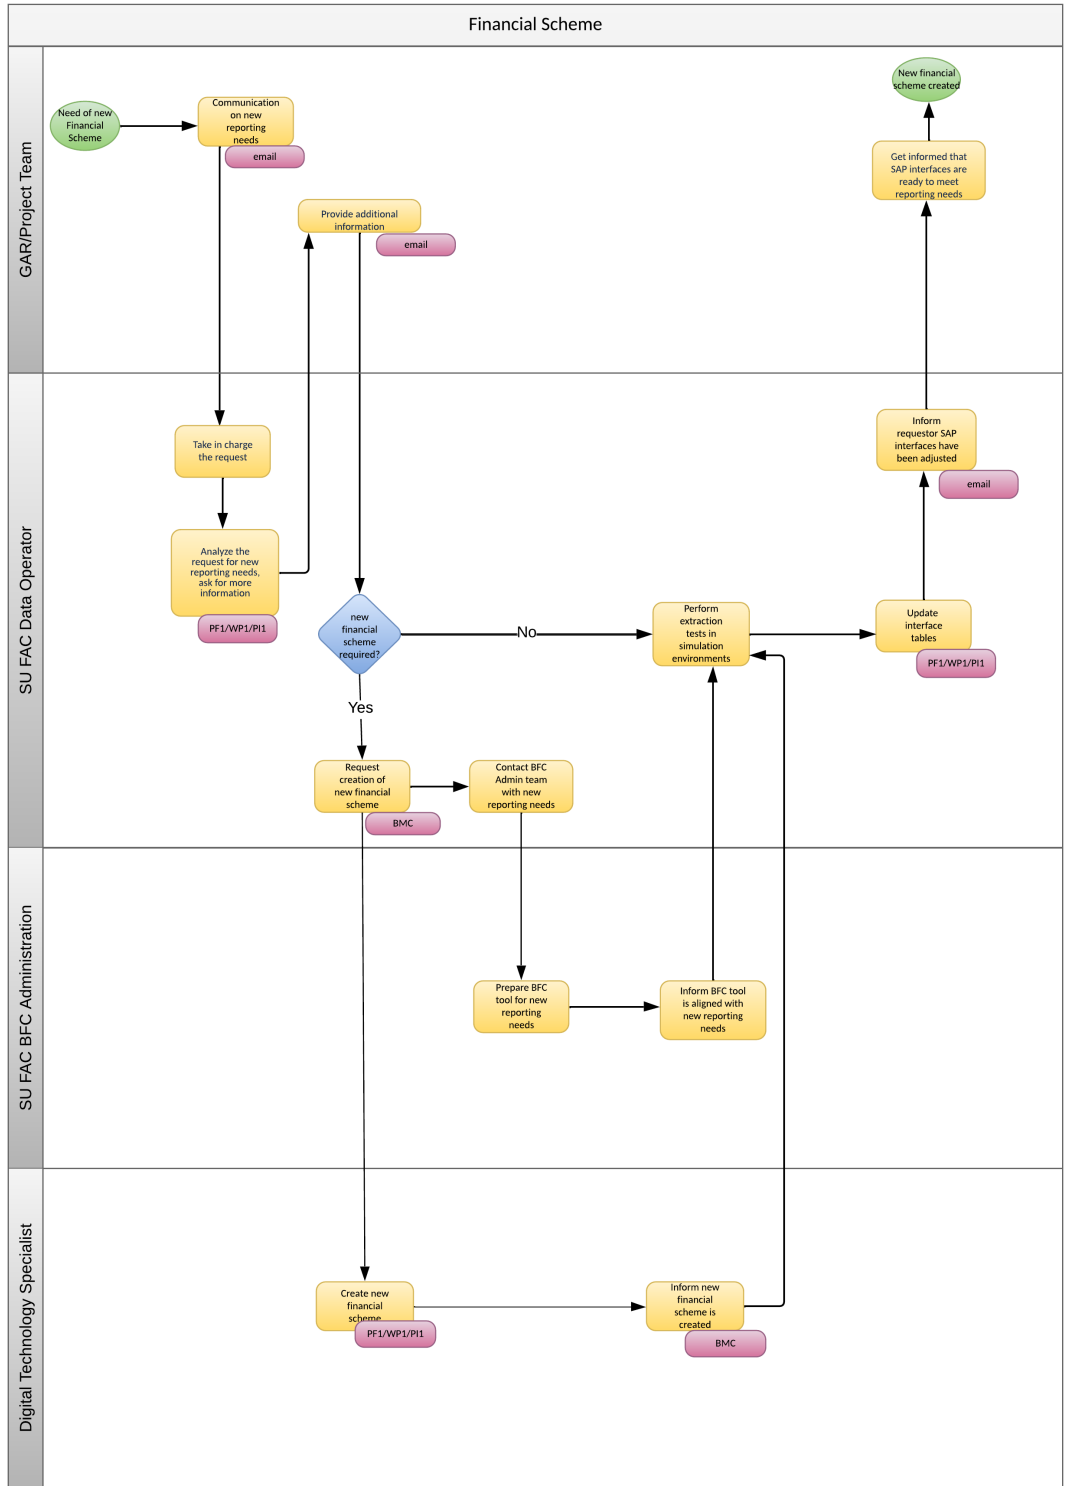 Financial Scheme
GAR/Project Team
Need of new
Financial
Scheme
Communication
on new
reporting
needs
email
Provide additional
information
email
New financial
scheme created
Get informed that
SAP interfaces are
ready to meet
reporting needs
SU FAC Data Operator
Take in charge
the request
Analyze the
request for new
reporting needs,
ask for more
information
PF1/WP1/PI1
new
financial
scheme
required?
No
Yes
Perform
extraction
tests in
simulation
environments
Update
interface
tables
PF1/WP1/PI1
Inform
requestor SAP
interfaces have
been adjusted
email
Request
creation of
new financial
scheme
BMC
Contact BFC
Admin team
with new
reporting needs
SU FAC BFC Administration
Prepare BFC
tool for new
reporting
needs
Inform BFC tool
is aligned with
new reporting
needs
Digital Technology Specialist
Create new
financial
scheme
PF1/WP1/PI1
Inform new
financial
scheme is
created
BMC